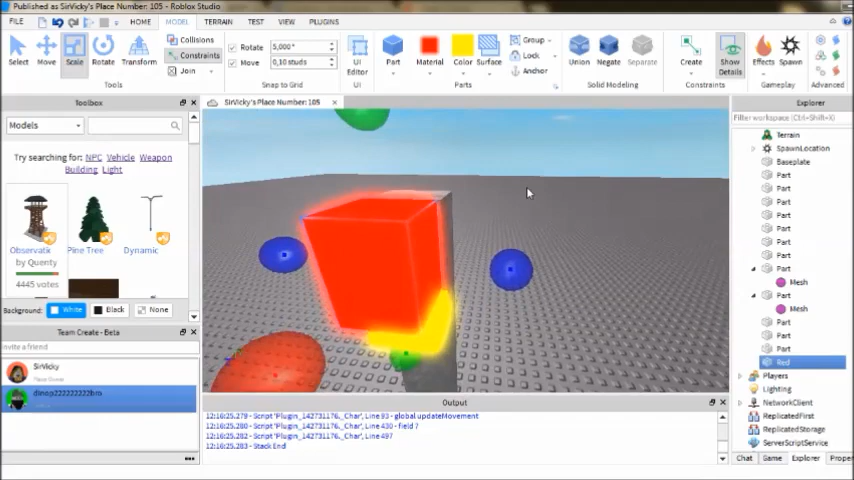 Published as SirVicky's Place Number: 105 - Roblox Studio
FILE HOME MODEL TERRAIN TEST VIEW PLUGINS
Select Move Scale Rotate Transform
Collisions
Constraints
Join
Tools
Rotate 5,000°
Move 0,10 studs
Snap to Grid
UI Editor
UI
Part Material Color Surface
Group
Lock
Anchor
Parts
Union Negate Separate
Solid Modeling
Create Show Details
Constraints
Effects Spawn
Gameplay
Advanced
Toolbox
Models
Try searching for: NPC Vehicle Weapon
Building Light
Observatio Pine Tree Dynamic
by Quenty
4445 votes
Background: White Black None
Team Create - Beta
invite a friend
SirVicky
Place Owner
SirVicky's Place Number: 105
Output
12:16:25.279 - Script 'Plugin_142731176._Char', Line 93 - global updateMovement
12:16:25.280 - Script 'Plugin_142731176._Char', Line 430 - field ?
12:16:25.282 - Script 'Plugin_142731176._Char', Line 497
12:16:25.283 - Stack End
Explorer
Filter workspace (Ctrl+Shift+X)
Terrain
SpawnLocation
Baseplate
Part
Part
Part
Part
Part
Part
Part
Part
Mesh
Part
Mesh
Part
Part
Part
Red
Players
Lighting
NetworkClient
ReplicatedFirst
ReplicatedStorage
ServerScriptService
Chat Game Explorer Proper